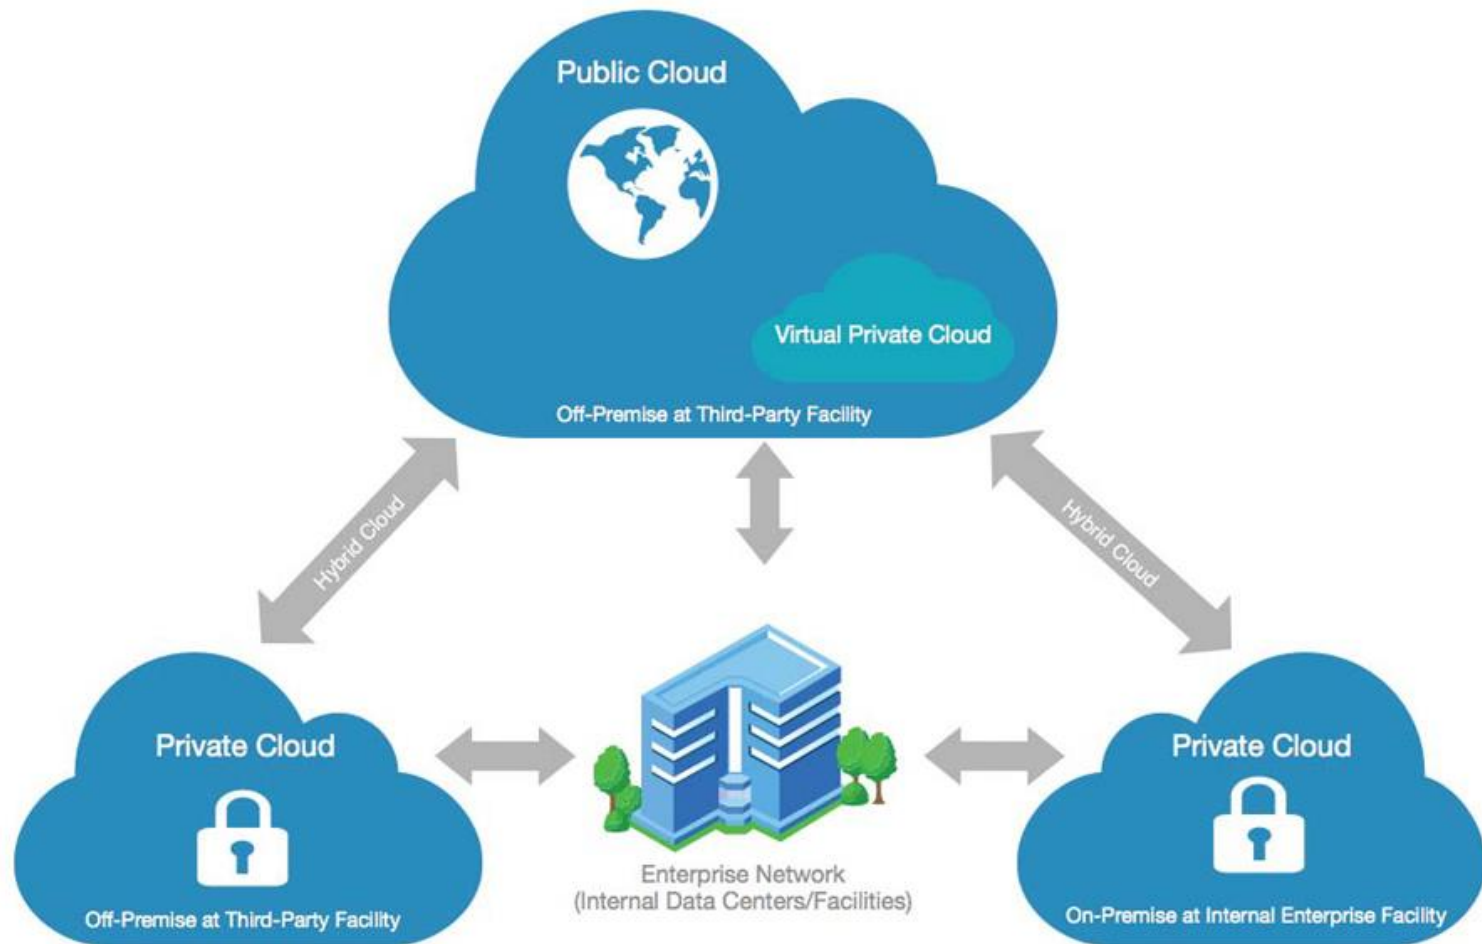 Public Cloud
Virtual Private Cloud
Off-Premise at Third-Party Facility
Hybrid Cloud
Hybrid Cloud
Private Cloud
Off-Premise at Third-Party Facility
Enterprise Network
(Internal Data Centers/Facilities)
Private Cloud
On-Premise at Internal Enterprise Facility